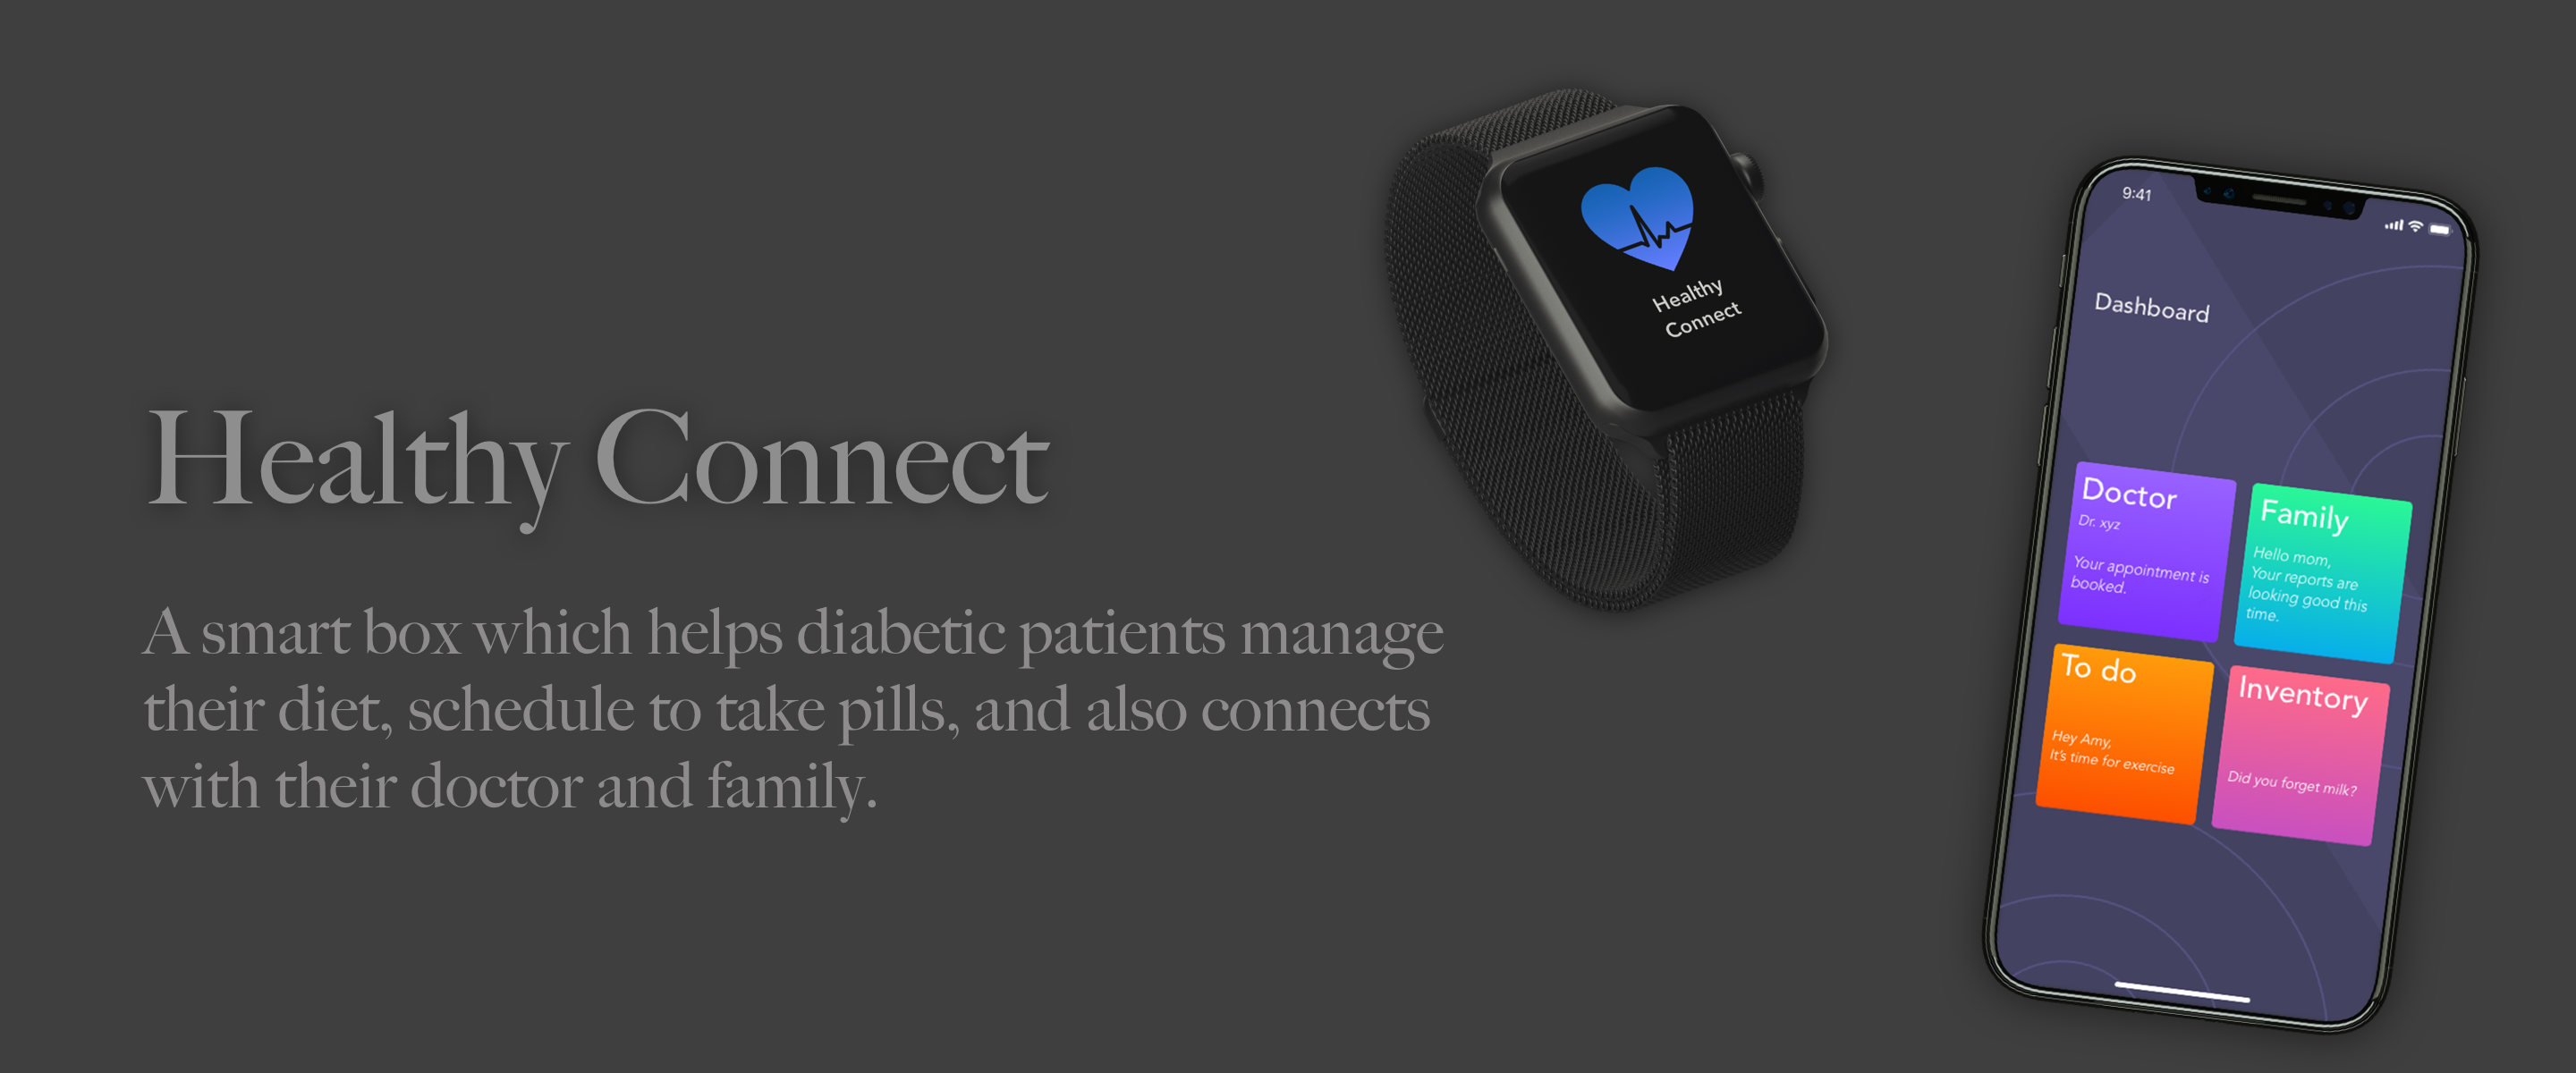 Healthy Connect
A smart box which helps diabetic patients manage
their diet, schedule to take pills, and also connects
with their doctor and family.
Healthy
Connect
9:41
Dashboard
Doctor
Dr. xyz
Your appointment is
booked.
Family
Hello mom,
Your reports are
looking good this
time.
To do
Hey Amy,
It's time for exercise
Inventory
Did you forget milk?